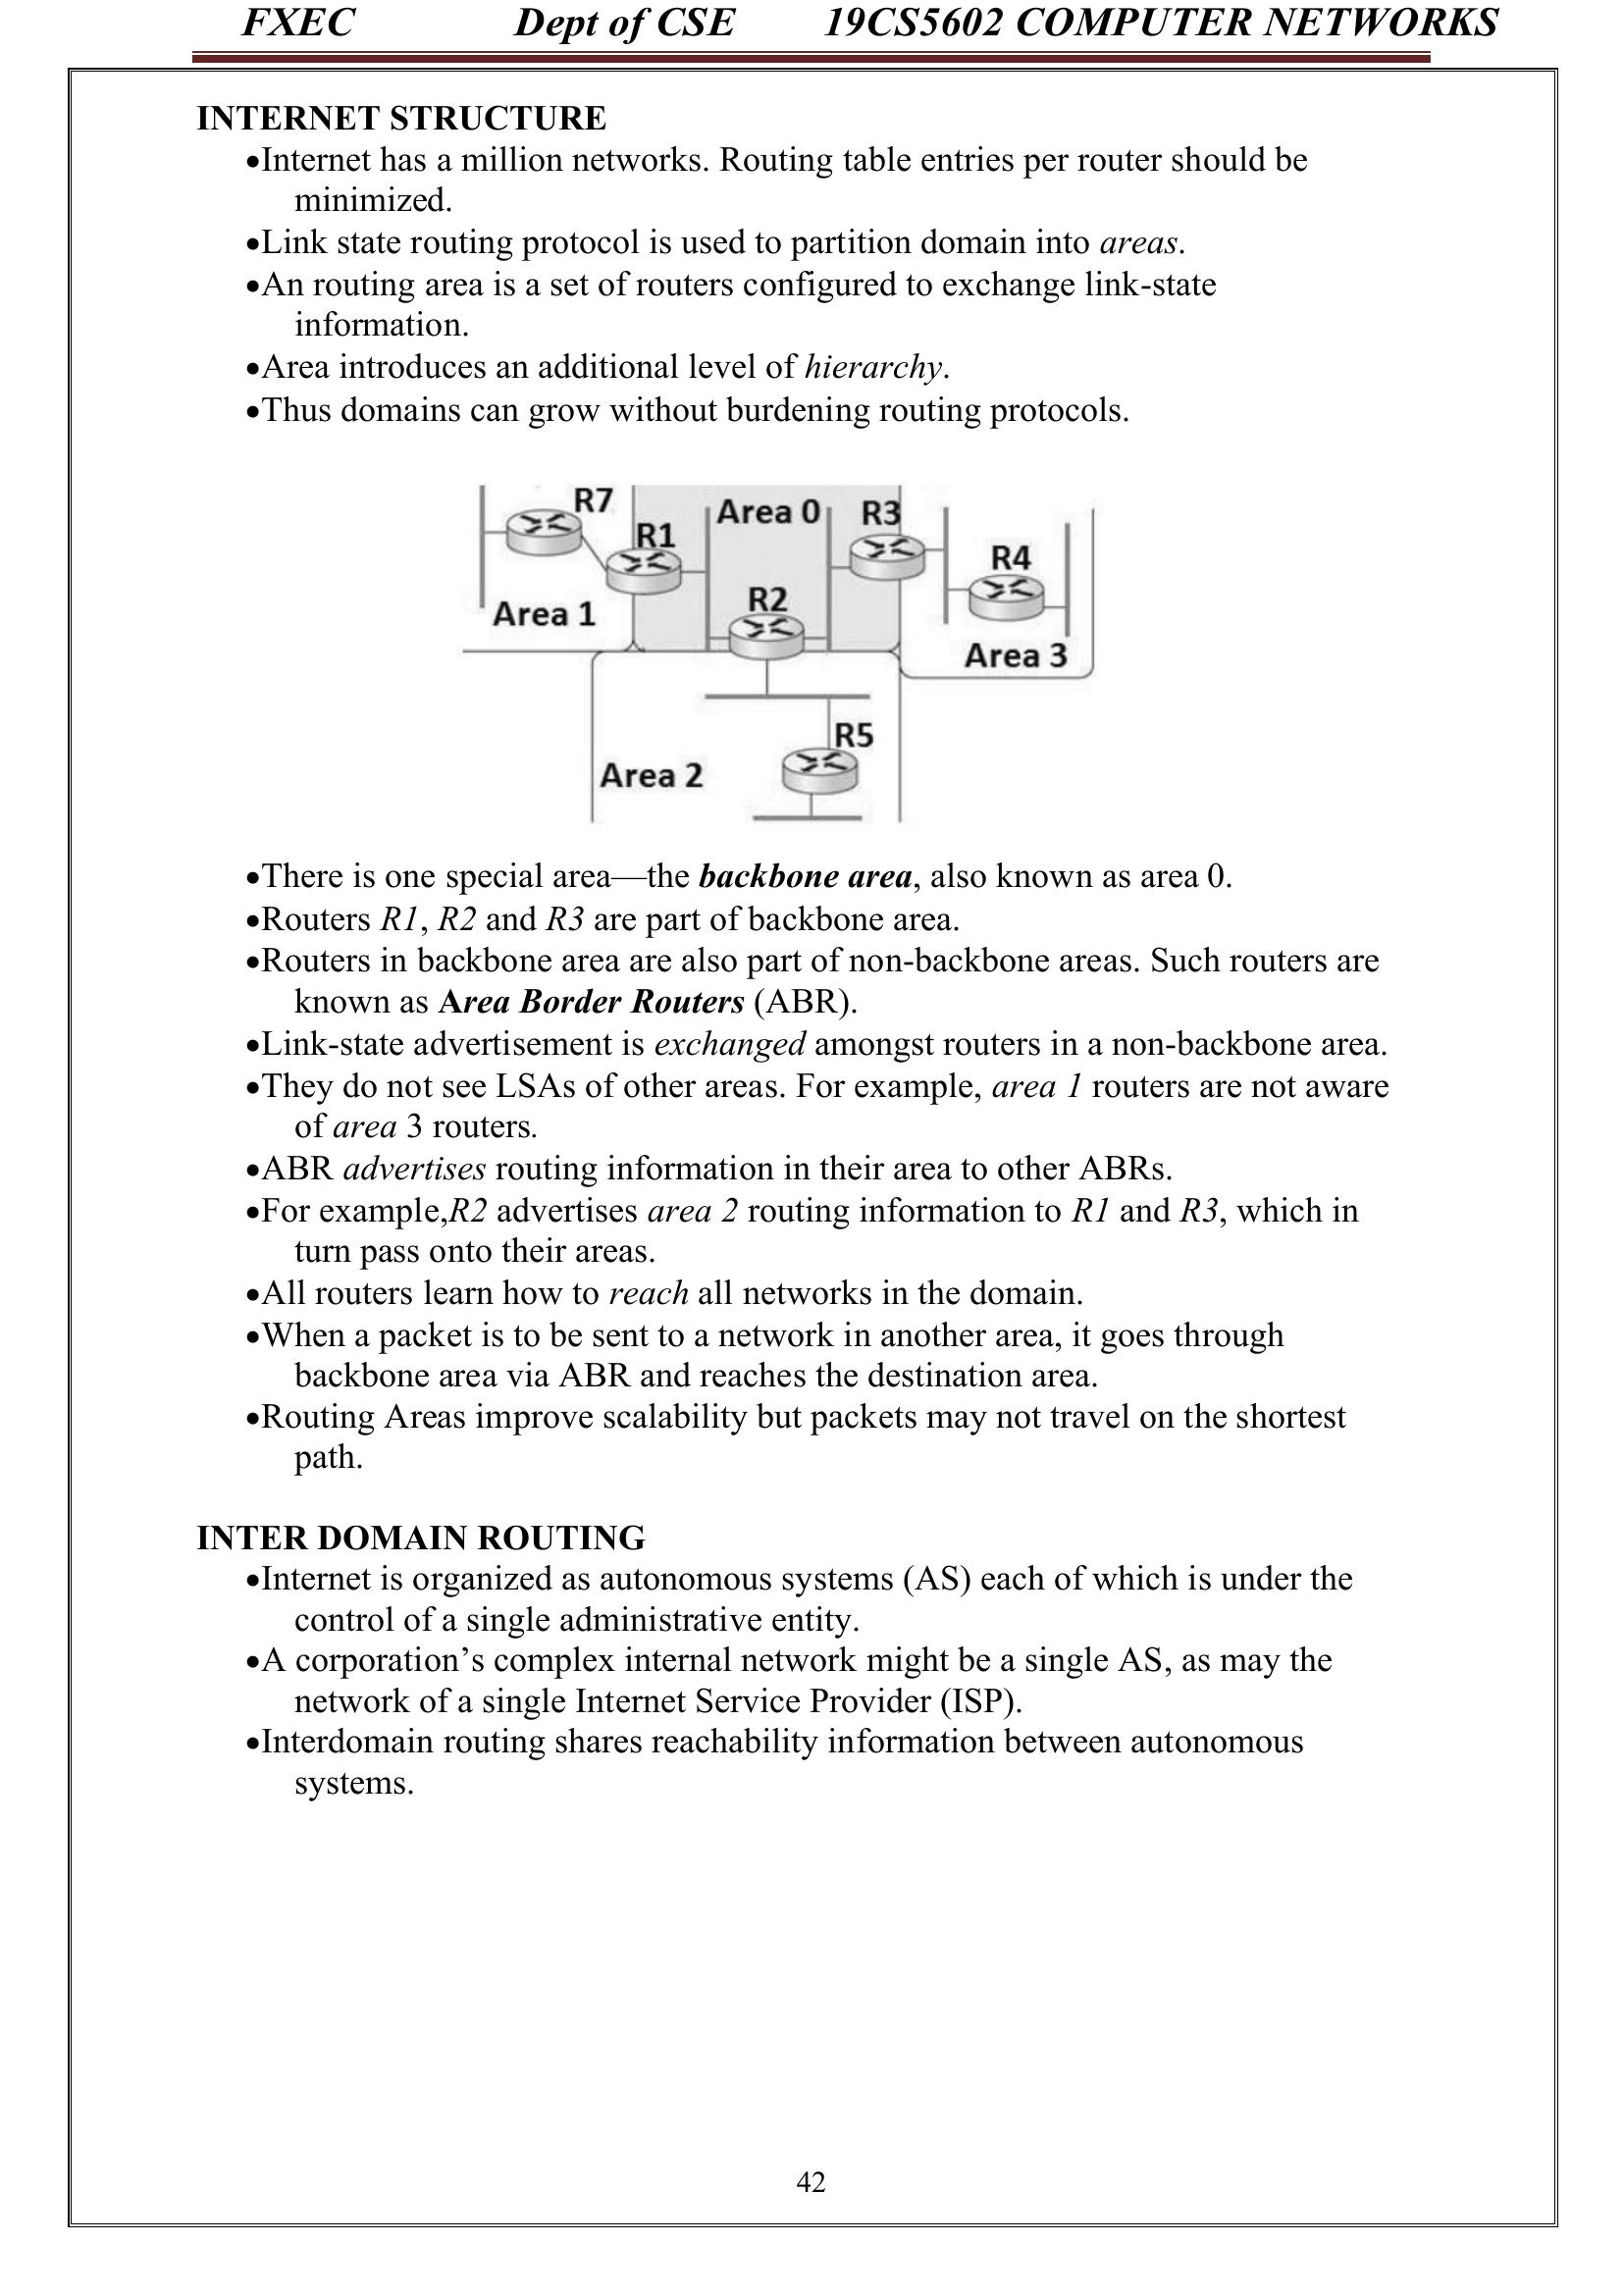 FXEC Dept of CSE 19CS5602 COMPUTER NETWORKS
INTERNET STRUCTURE
•Internet has a million networks. Routing table entries per router should be
minimized.
•Link state routing protocol is used to partition domain into areas.
•An routing area is a set of routers configured to exchange link-state
information.
•Area introduces an additional level of hierarchy.
•Thus domains can grow without burdening routing protocols.
R7
Area 0
R3
R1
R4
R2
Area 1
Area 3
R5
Area 2
•There is one special area—the backbone area, also known as area 0.
•Routers R1, R2 and R3 are part of backbone area.
•Routers in backbone area are also part of non-backbone areas. Such routers are
known as Area Border Routers (ABR).
•Link-state advertisement is exchanged amongst routers in a non-backbone area.
•They do not see LSAs of other areas. For example, area 1 routers are not aware
of area 3 routers.
•ABR advertises routing information in their area to other ABRs.
•For example,R2 advertises area 2 routing information to R1 and R3, which in
turn pass onto their areas.
•All routers learn how to reach all networks in the domain.
•When a packet is to be sent to a network in another area, it goes through
backbone area via ABR and reaches the destination area.
•Routing Areas improve scalability but packets may not travel on the shortest
path.
INTER DOMAIN ROUTING
•Internet is organized as autonomous systems (AS) each of which is under the
control of a single administrative entity.
•A corporation’s complex internal network might be a single AS, as may the
network of a single Internet Service Provider (ISP).
•Interdomain routing shares reachability information between autonomous
systems.
42